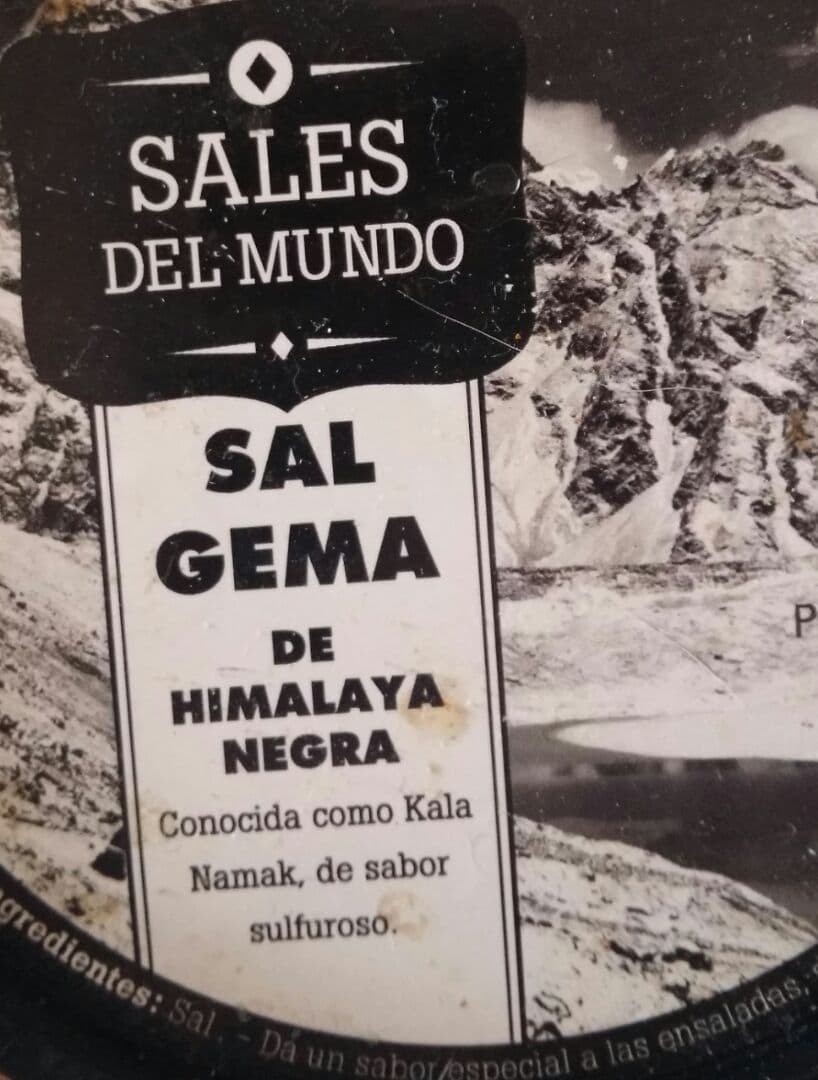 SALES
DEL MUNDO
SAL
GEMA
DE
HIMALAYA
NEGRA
Conocida como Kala
Namak, de sabor
sulfuroso.
P
ngredientes: Sal. - Dá un sabor especial a las ensaladas,